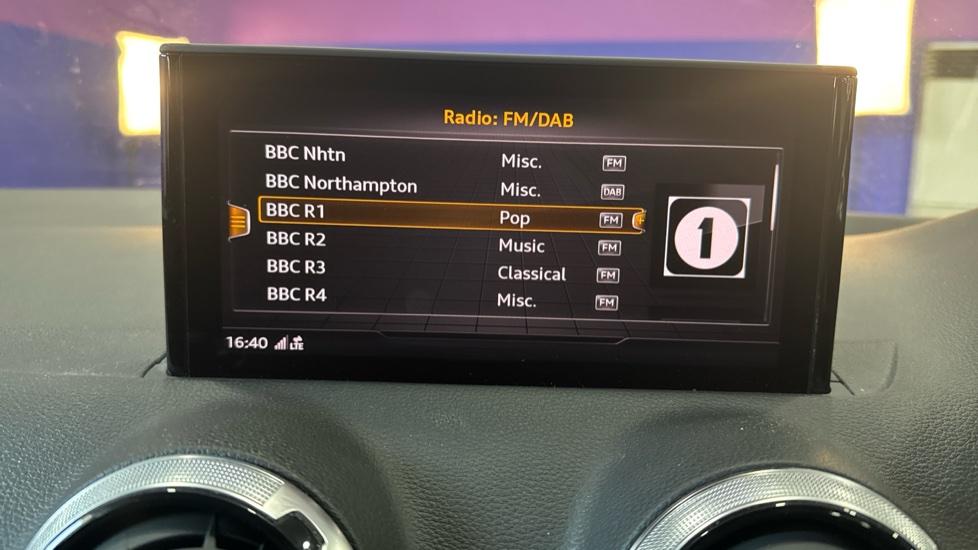 Radio: FM/DAB
BBC Nhtn Misc. FM
BBC Northampton Misc. DAB
BBC R1 Pop FM
BBC R2 Music FM
BBC R3 Classical FM
BBC R4 Misc. FM
1
16:40 LTE